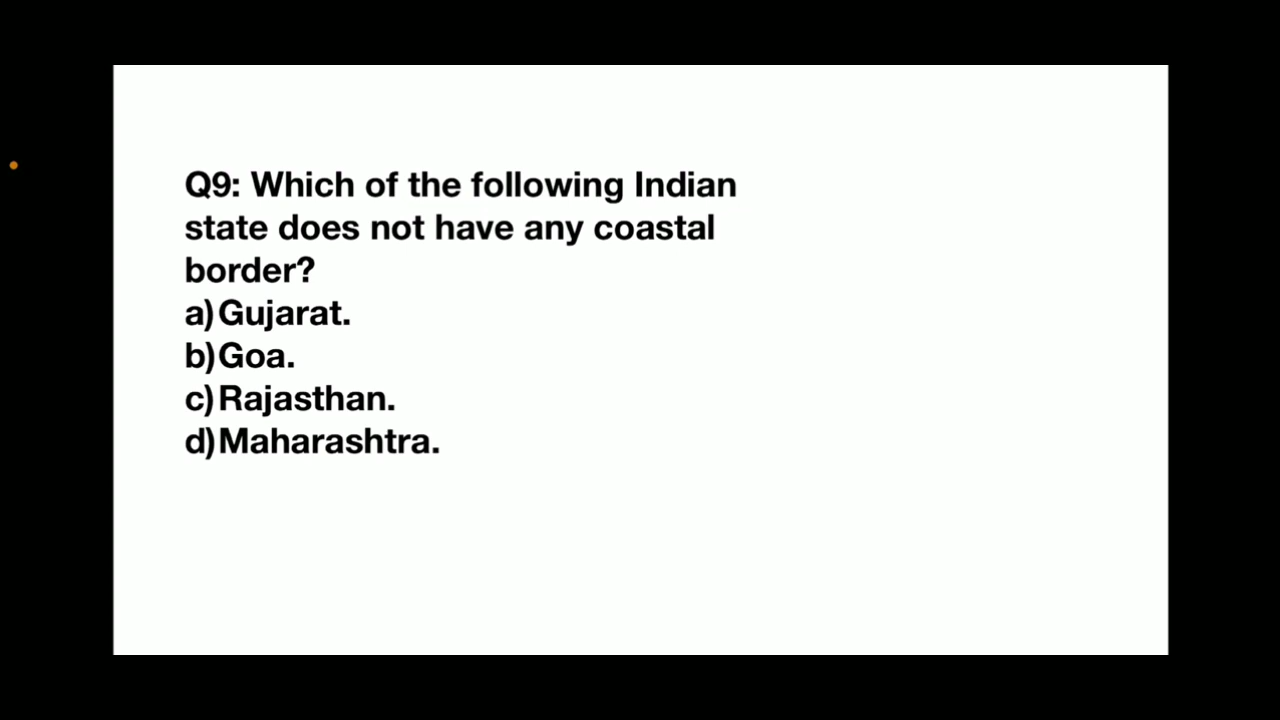 Q9: Which of the following Indian
state does not have any coastal
border?
a)Gujarat.
b)Goa.
c)Rajasthan.
d)Maharashtra.